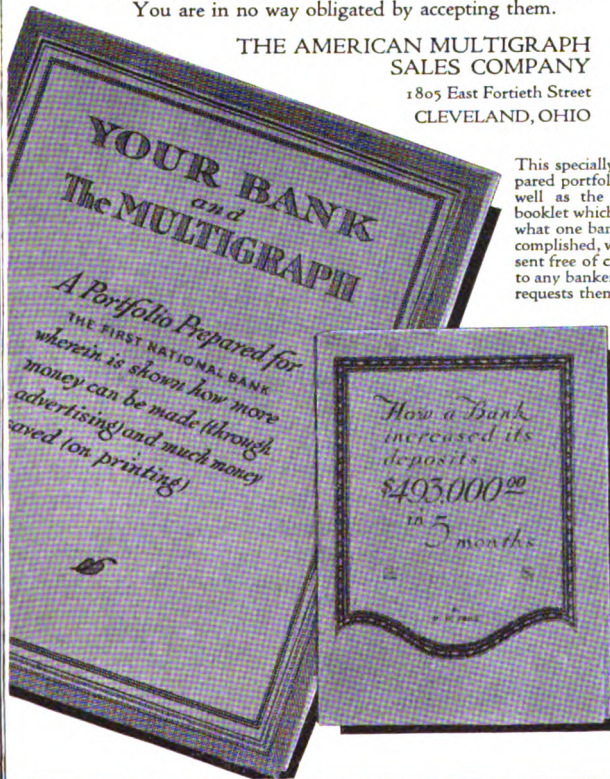 You are in no way obligated by accepting them.
THE AMERICAN MULTIGRAPH
SALES COMPANY
1805 East Fortieth Street
CLEVELAND, OHIO
This specially
pared portfol
well as the
booklet which
what one ban
complished, w
sent free of c
to any banke
requests then
YOUR BANK
and
The MULTIGRAPH
A Portfolio Prepared for
THE FIRST NATIONAL BANK
wherein is shown how more
money can be made (through
advertising) and much money
saved (on printing)
How a Bank
increased its
deposits
$493,000.00
in 5 months